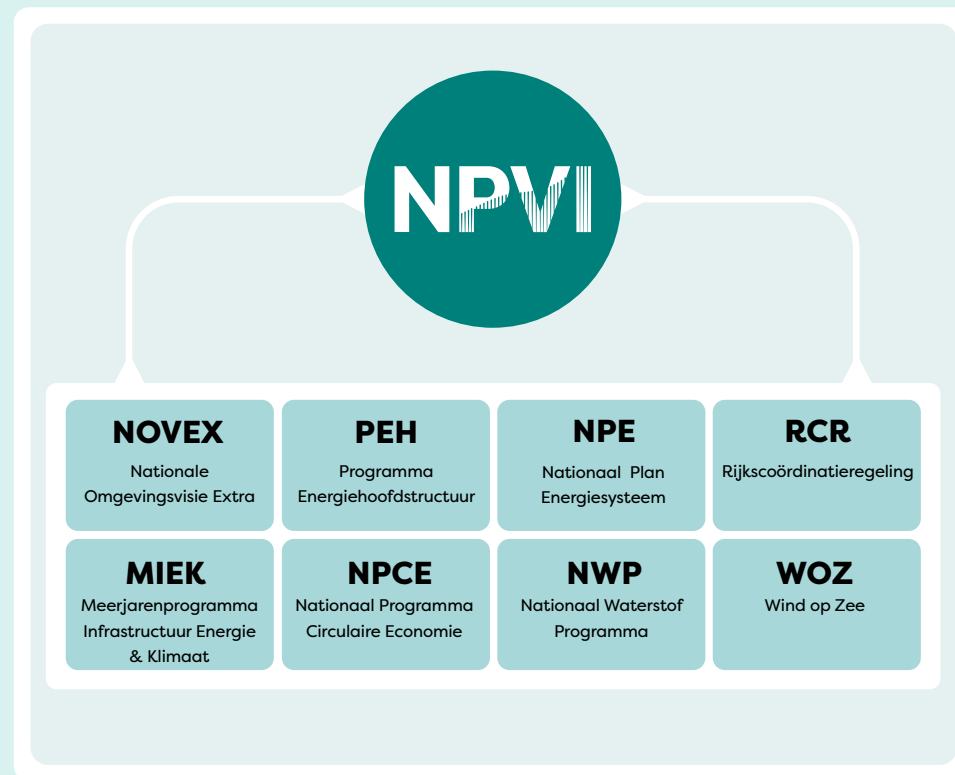 NPVI
NOVEX
Nationale
Omgevingsvisie Extra
PEH
Programma
Energiehoofdstructuur
NPE
Nationaal Plan
Energiesysteem
RCR
Rijkscoördinatieregeling
MIEK
Meerjarenprogramma
Infrastructuur Energie
& Klimaat
NPCE
Nationaal Programma
Circulaire Economie
NWP
Nationaal Waterstof
Programma
WOZ
Wind op Zee